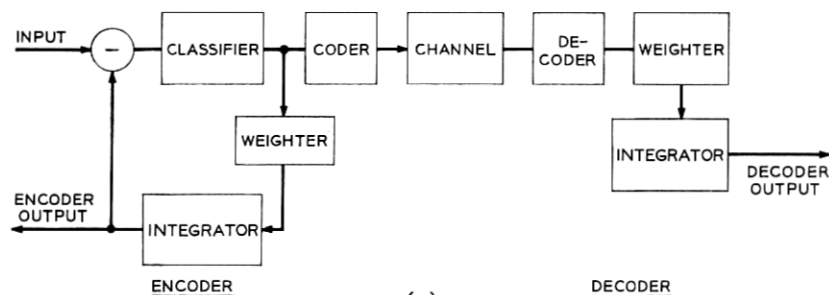 INPUT
−
CLASSIFIER
CODER
CHANNEL
DE-
CODER
WEIGHTER
WEIGHTER
INTEGRATOR
DECODER
OUTPUT
ENCODER
OUTPUT
INTEGRATOR
ENCODER
DECODER